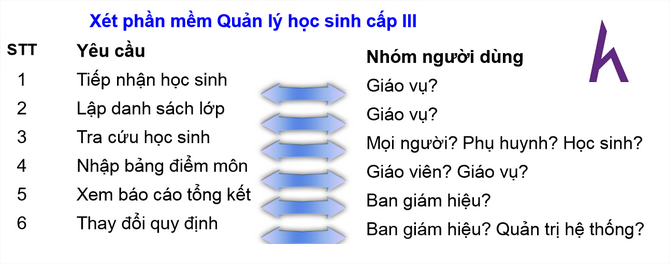 Xét phần mềm Quản lý học sinh cấp III
STT Yêu cầu Nhóm người dùng
1 Tiếp nhận học sinh Giáo vụ?
2 Lập danh sách lớp Giáo vụ?
3 Tra cứu học sinh Mọi người? Phụ huynh? Học sinh?
4 Nhập bảng điểm môn Giáo viên? Giáo vụ?
5 Xem báo cáo tổng kết Ban giám hiệu?
6 Thay đổi quy định Ban giám hiệu? Quản trị hệ thống?